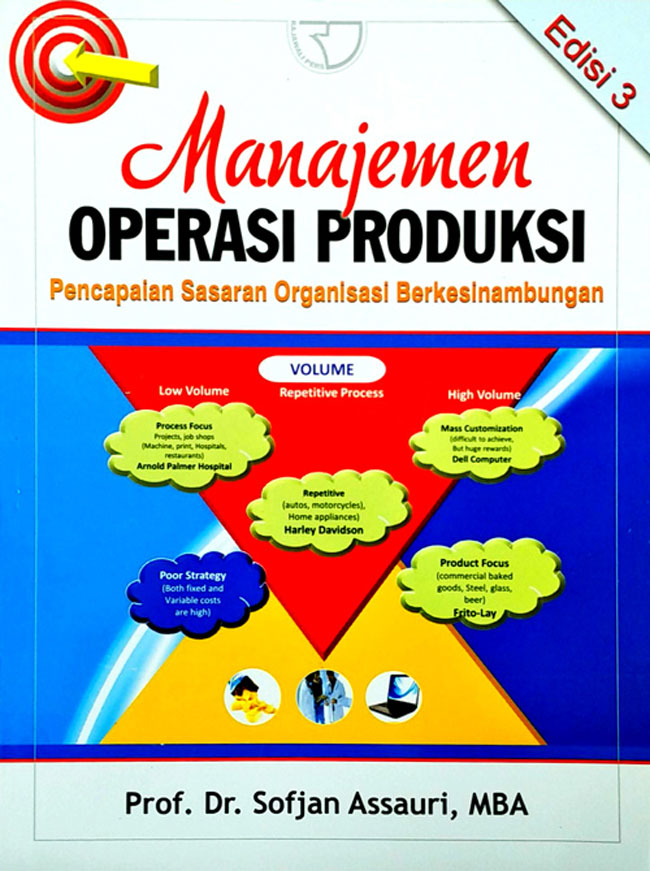 RAJAWALI PERS
Edisi 3
Manajemen
OPERASI PRODUKSI
Pencapaian Sasaran Organisasi Berkesinambungan
VOLUME
Low Volume
Repetitive Process
High Volume
Process Focus
Projects, job shops
(Machine, print, Hospitals,
restaurants)
Arnold Palmer Hospital
Mass Customization
(difficult to achieve,
But huge rewards)
Dell Computer
Repetitive
(autos, motorcycles),
Home appliances)
Harley Davidson
Poor Strategy
(Both fixed and
Variable costs
are high)
Product Focus
(commercial baked
goods, Steel, glass,
beer)
Frito-Lay
Prof. Dr. Sofjan Assauri, MBA